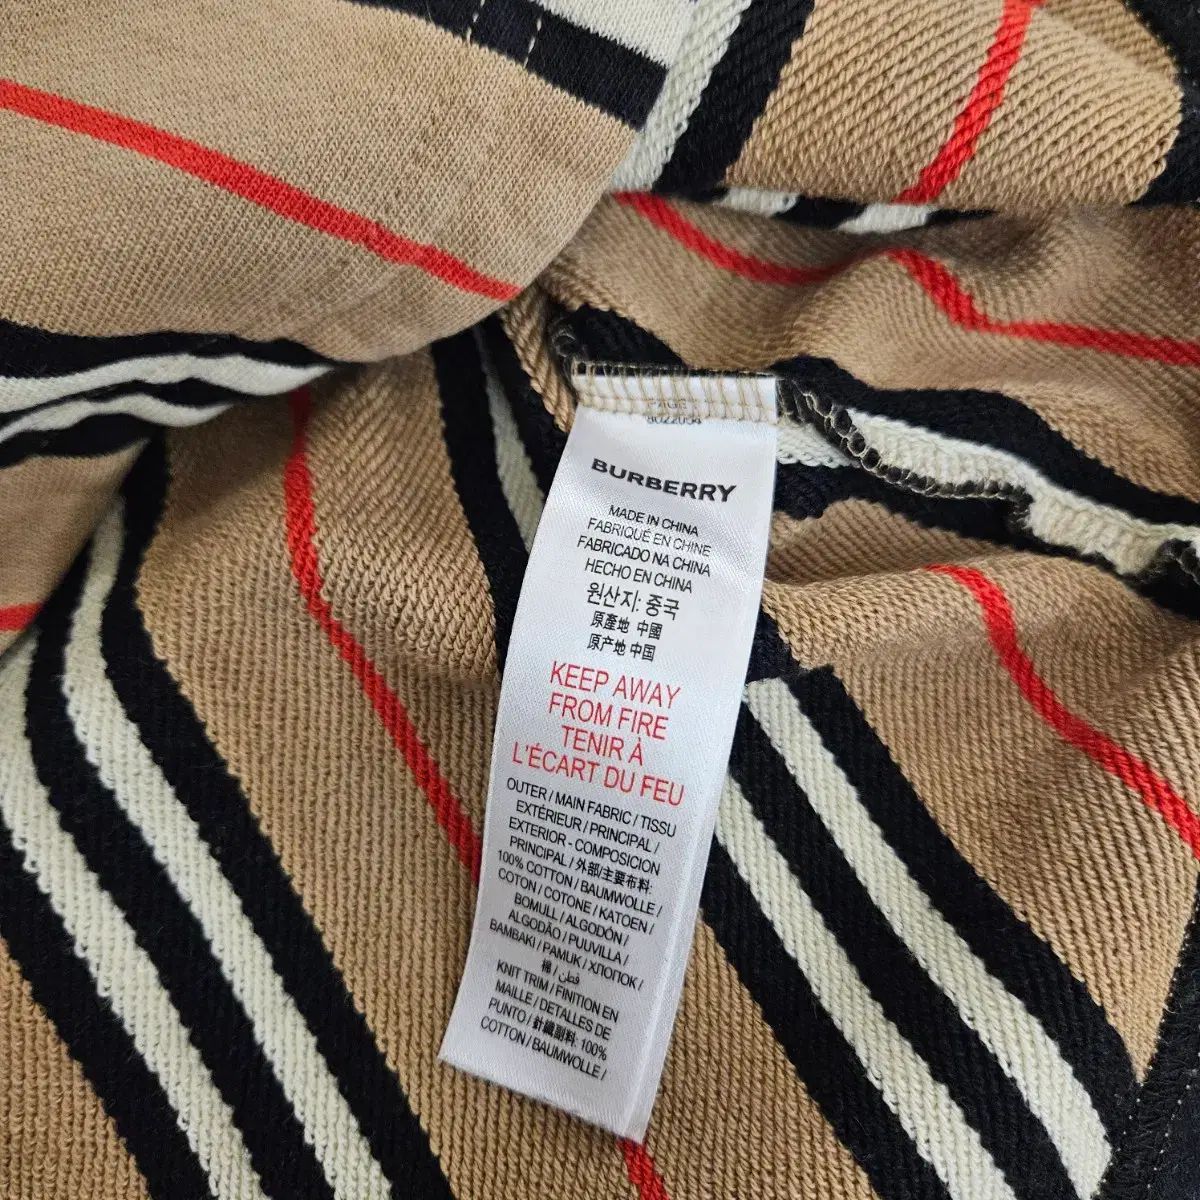 8022054
BURBERRY
MADE IN CHINA
FABRIQUÉ EN CHINE
FABRICADO NA CHINA
HECHO EN CHINA
원산지: 중국
原產地 中國
原产地 中国
KEEP AWAY
FROM FIRE
TENIR À
L'ÉCART DU FEU
OUTER / MAIN FABRIC / TISSU
EXTÉRIEUR / PRINCIPAL /
EXTERIOR - COMPOSICION
PRINCIPAL / 外部/主要布料:
100% COTTON / BAUMWOLLE /
COTON / COTONE / KATOEN /
BOMULL / ALGODÓN /
ALGODÃO / PUUVILLA /
BAMBAKI / PAMUK / ХЛОПОК /
棉 / قطن /
KNIT TRIM / FINITION EN
MAILLE / DETALLES DE
PUNTO / 針織副料: 100%
COTTON / BAUMWOLLE /